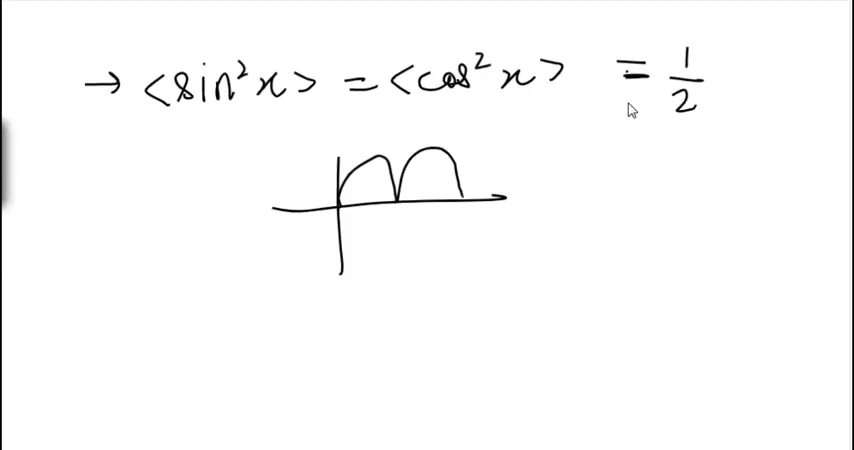 → <sin²x> = <cos²x> = 1/2